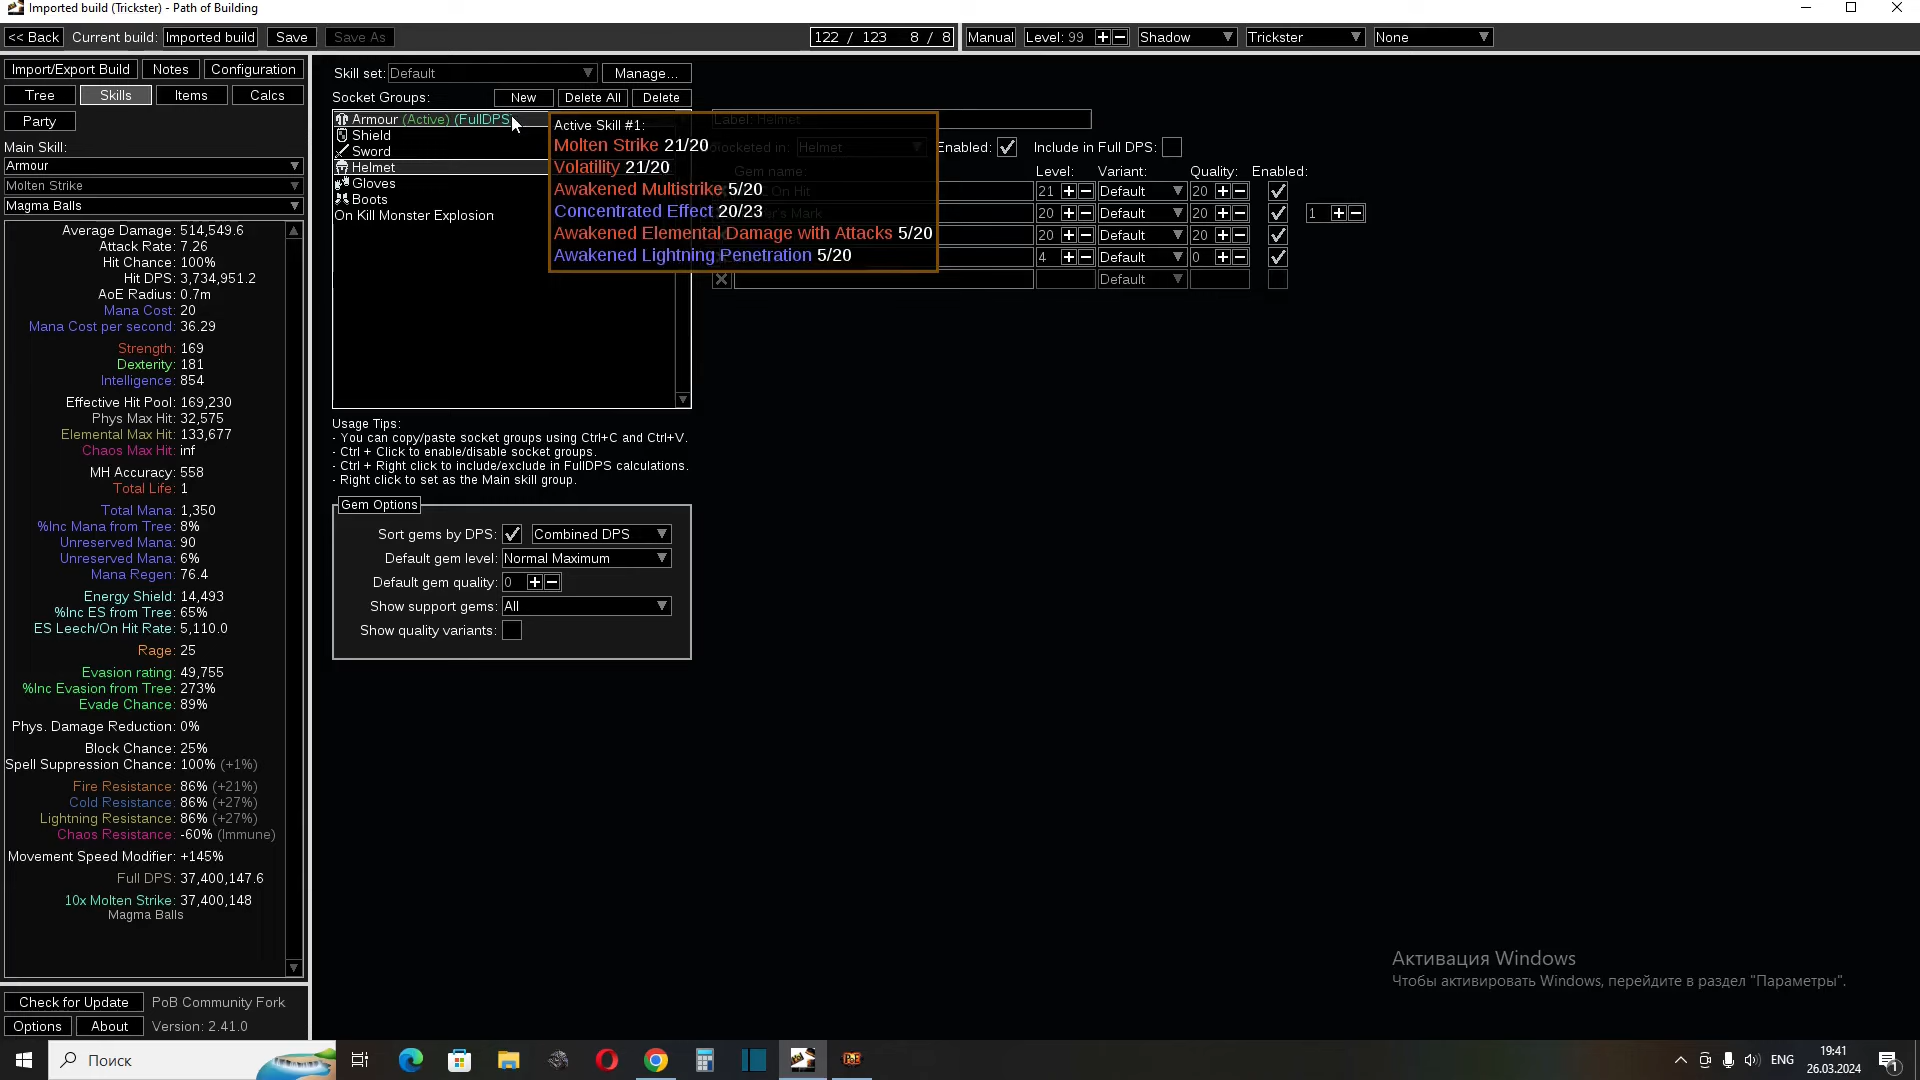 Imported build (Trickster) - Path of Building
<< Back Current build: Imported build Save Save As 122 / 123 8 / 8 Manual Level: 99 Shadow Trickster None
Import/Export Build Notes Configuration
Tree Skills Items Calcs
Party
Main Skill:
Armour
Molten Strike
Magma Balls
Average Damage: 514,549.6
Attack Rate: 7.26
Hit Chance: 100%
Hit DPS: 3,734,951.2
AoE Radius: 0.7m
Mana Cost: 20
Mana Cost per second: 36.29
Strength: 169
Dexterity: 181
Intelligence: 854
Effective Hit Pool: 169,230
Phys Max Hit: 32,575
Elemental Max Hit: 133,677
Chaos Max Hit: inf
MH Accuracy: 558
Total Life: 1
Total Mana: 1,350
%Inc Mana from Tree: 8%
Unreserved Mana: 90
Unreserved Mana: 6%
Mana Regen: 76.4
Energy Shield: 14,493
%Inc ES from Tree: 65%
ES Leech/On Hit Rate: 5,110.0
Rage: 25
Evasion rating: 49,755
%Inc Evasion from Tree: 273%
Evade Chance: 89%
Phys. Damage Reduction: 0%
Block Chance: 25%
Spell Suppression Chance: 100% (+1%)
Fire Resistance: 86% (+21%)
Cold Resistance: 86% (+27%)
Lightning Resistance: 86% (+27%)
Chaos Resistance: -60% (Immune)
Movement Speed Modifier: +145%
Full DPS: 37,400,147.6
10x Molten Strike: 37,400,148
Magma Balls
Check for Update PoB Community Fork
Options About Version: 2.41.0
Skill set: Default Manage...
Socket Groups: New Delete All Delete
Armour (Active) (FullDPS)
Shield
Sword
Helmet
Gloves
Boots
On Kill Monster Explosion
Usage Tips:
- You can copy/paste socket groups using Ctrl+C and Ctrl+V.
- Ctrl + Click to enable/disable socket groups.
- Ctrl + Right click to include/exclude in FullDPS calculations.
- Right click to set as the Main skill group.
Gem Options
Sort gems by DPS: Combined DPS
Default gem level: Normal Maximum
Default gem quality: 0
Show support gems: All
Show quality variants:
Active Skill #1:
Molten Strike 21/20
Volatility 21/20
Awakened Multistrike 5/20
Concentrated Effect 20/23
Awakened Elemental Damage with Attacks 5/20
Awakened Lightning Penetration 5/20
Label: Helmet
Socketed in: Helmet Enabled: Include in Full DPS:
Gem name: Level: Variant: Quality: Enabled:
On Hit 21 Default 20
Mark 20 Default 20 1
20 Default 20
4 Default 0
Default
Активация Windows
Чтобы активировать Windows, перейдите в раздел "Параметры".
Поиск
ENG
19:41
26.03.2024
1